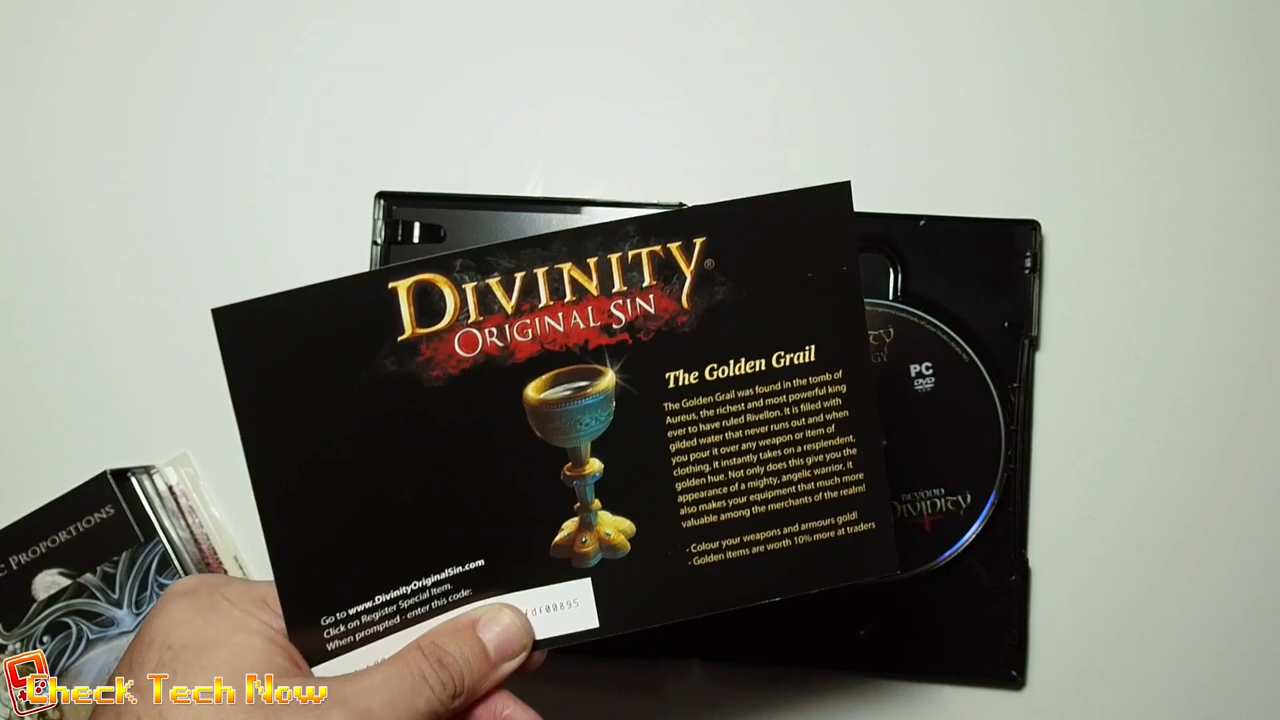 DIVINITY®
ORIGINAL SIN
The Golden Grail
The Golden Grail was found in the tomb of
Aureus, the richest and most powerful king
ever to have ruled Rivellon. It is filled with
gilded water that never runs out and when
you pour it over any weapon or item of
clothing, it instantly takes on a resplendent,
golden hue. Not only does this give you the
appearance of a mighty, angelic warrior, it
also makes your equipment that much more
valuable among the merchants of the realm!
- Colour your weapons and armours gold!
- Golden items are worth 10% more at traders
Go to www.DivinityOriginalSin.com
Click on Register Special Item.
When prompted - enter this code:
fdf00895
PC
DVD
BEYOND
DIVINITY
PROPORTIONS
Check Tech Now